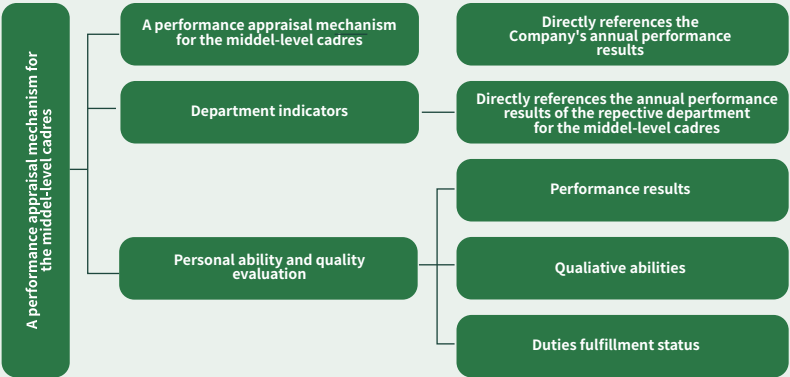 A performance appraisal mechanism for
the middel-level cadres
A performance appraisal mechanism
for the middel-level cadres
Directly references the
Company's annual performance
results
Department indicators
Directly references the annual performance
results of the repective department
for the middel-level cadres
Personal ability and quality
evaluation
Performance results
Qualiative abilities
Duties fulfillment status